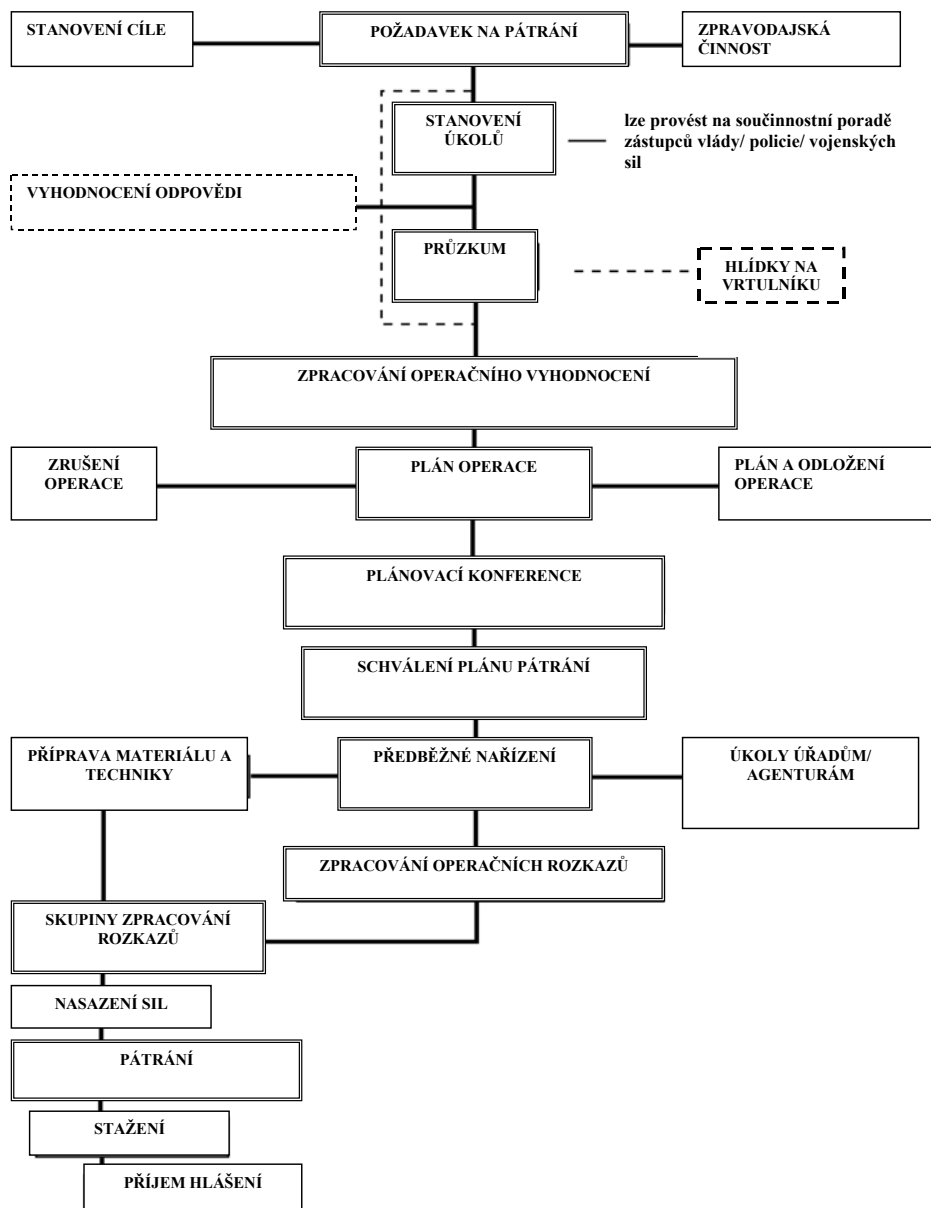 STANOVENÍ CÍLE
POŽADAVEK NA PÁTRÁNÍ
ZPRAVODAJSKÁ
ČINNOST
STANOVENÍ
ÚKOLŮ
lze provést na součinnostní poradě
zástupců vlády/ policie/ vojenských
sil
VYHODNOCENÍ ODPOVĚDI
PRŮZKUM
HLÍDKY NA
VRTULNÍKU
ZPRACOVÁNÍ OPERAČNÍHO VYHODNOCENÍ
ZRUŠENÍ
OPERACE
PLÁN OPERACE
PLÁN A ODLOŽENÍ
OPERACE
PLÁNOVACÍ KONFERENCE
SCHVÁLENÍ PLÁNU PÁTRÁNÍ
PŘÍPRAVA MATERIÁLU A
TECHNIKY
PŘEDBĚŽNÉ NAŘÍZENÍ
ÚKOLY ÚŘADŮM/
AGENTURÁM
ZPRACOVÁNÍ OPERAČNÍCH ROZKAZŮ
SKUPINY ZPRACOVÁNÍ
ROZKAZŮ
NASAZENÍ SIL
PÁTRÁNÍ
STAŽENÍ
PŘÍJEM HLÁŠENÍ